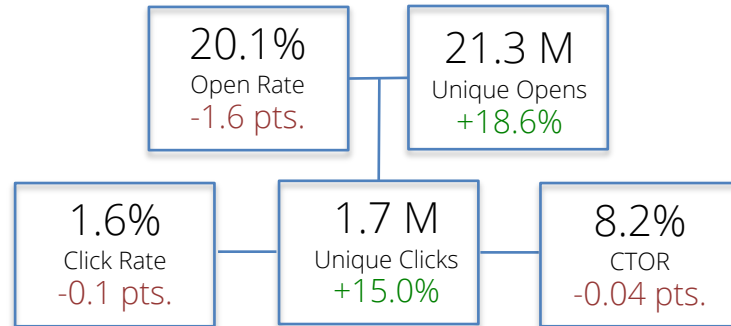 20.1%
Open Rate
-1.6 pts.
21.3 M
Unique Opens
+18.6%
1.6%
Click Rate
-0.1 pts.
1.7 M
Unique Clicks
+15.0%
8.2%
CTOR
-0.04 pts.